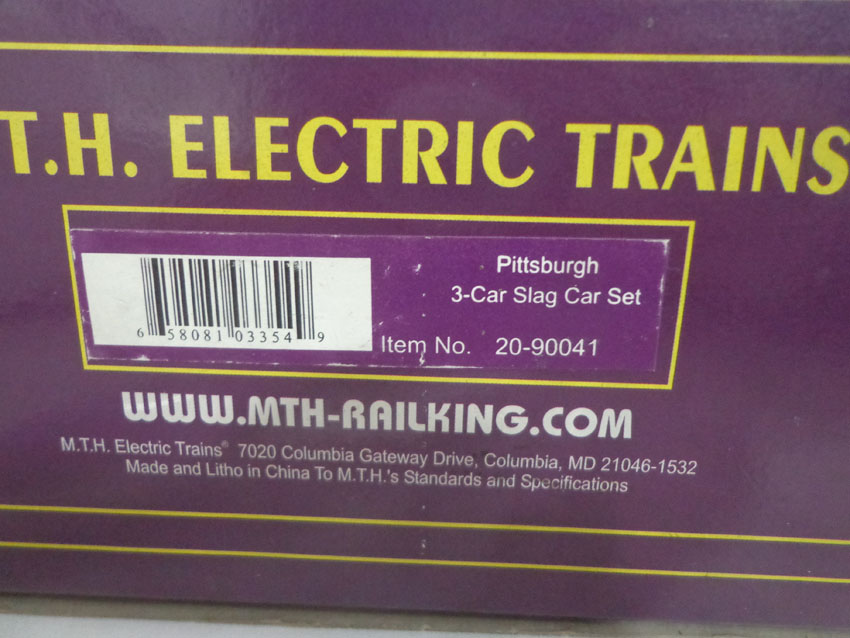 T.H. ELECTRIC TRAINS
Pittsburgh
3-Car Slag Car Set
6 58081 03354 9
Item No. 20-90041
WWW.MTH-RAILKING.COM
M.T.H. Electric Trains® 7020 Columbia Gateway Drive, Columbia, MD 21046-1532
Made and Litho in China To M.T.H.'s Standards and Specifications